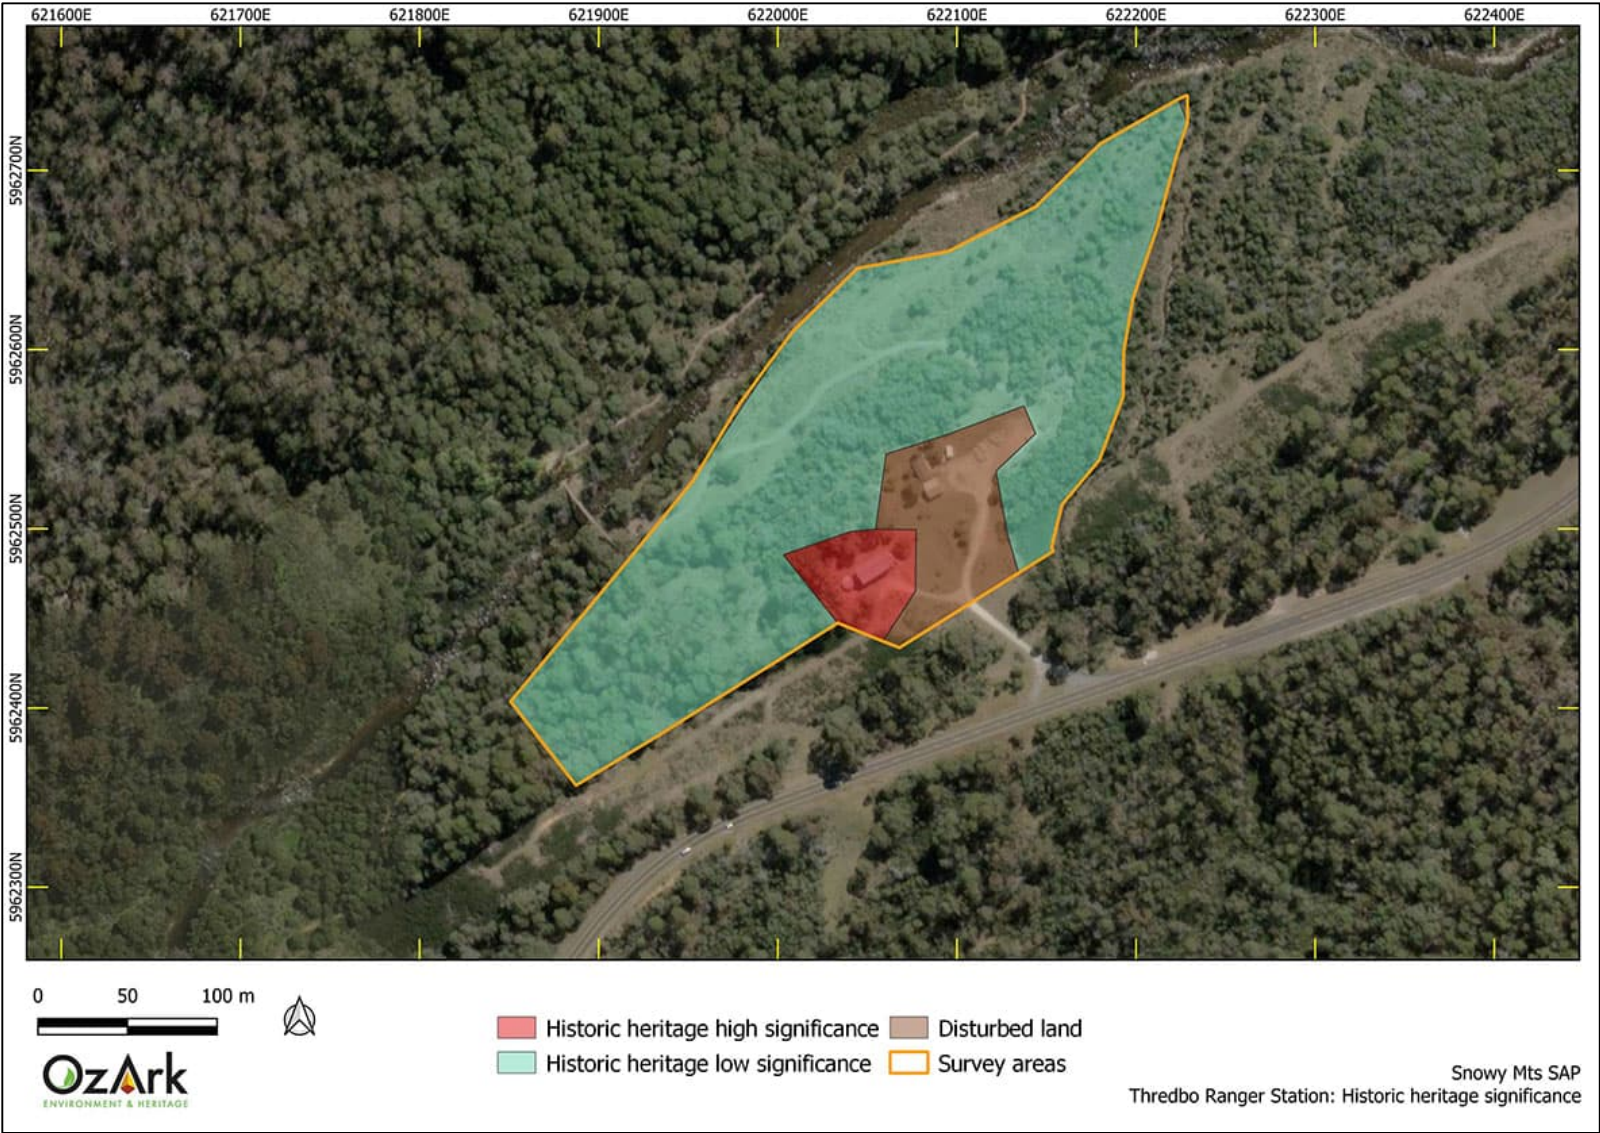 621600E 621700E 621800E 621900E 622000E 622100E 622200E 622300E 622400E
5962700N
5962600N
5962500N
5962400N
5962300N
0 50 100 m
Historic heritage high significance
Disturbed land
Historic heritage low significance
Survey areas
OzArk
ENVIRONMENT & HERITAGE
Snowy Mts SAP
Thredbo Ranger Station: Historic heritage significance